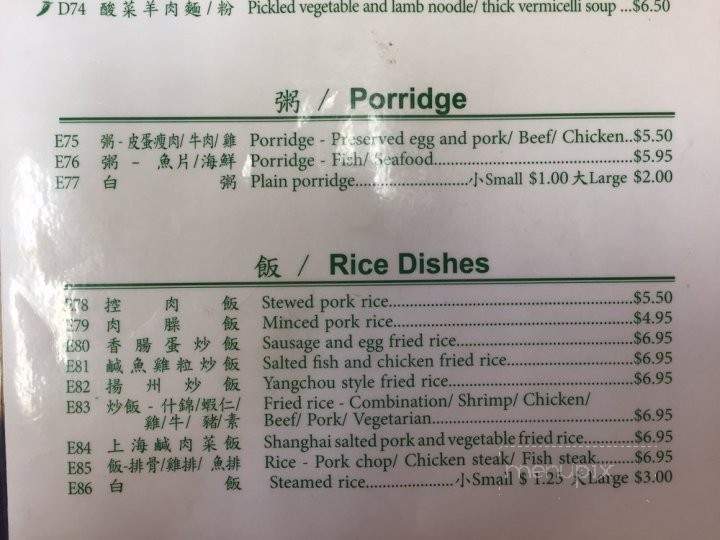 D74 酸菜羊肉麵/粉 Pickled vegetable and lamb noodle/ thick vermicelli soup ...$6.50
粥 / Porridge
E75 粥-皮蛋瘦肉/牛肉/雞 Porridge - Preserved egg and pork/ Beef/ Chicken..$5.50
E76 粥 - 魚片/海鮮 Porridge - Fish/ Seafood...$5.95
E77 白 粥 Plain porridge...小Small $1.00 大Large $2.00
飯 / Rice Dishes
E78 控 肉 飯 Stewed pork rice...$5.50
E79 肉 臊 飯 Minced pork rice...$4.95
E80 香腸蛋炒飯 Sausage and egg fried rice...$6.95
E81 鹹魚雞粒炒飯 Salted fish and chicken fried rice...$6.95
E82 揚州炒飯 Yangchou style fried rice...$6.95
E83 炒飯 - 什錦/蝦仁/ Fried rice - Combination/ Shrimp/ Chicken/
雞/牛/ 豬/素 Beef/ Pork/ Vegetarian...$6.95
E84 上海鹹肉菜飯 Shanghai salted pork and vegetable fried rice...$6.95
E85 飯-排骨/雞排/ 魚排 Rice - Pork chop/ Chicken steak/ Fish steak...$6.95
E86 白 飯 Steamed rice...小Small $ 1.25 大Large $3.00
menupix